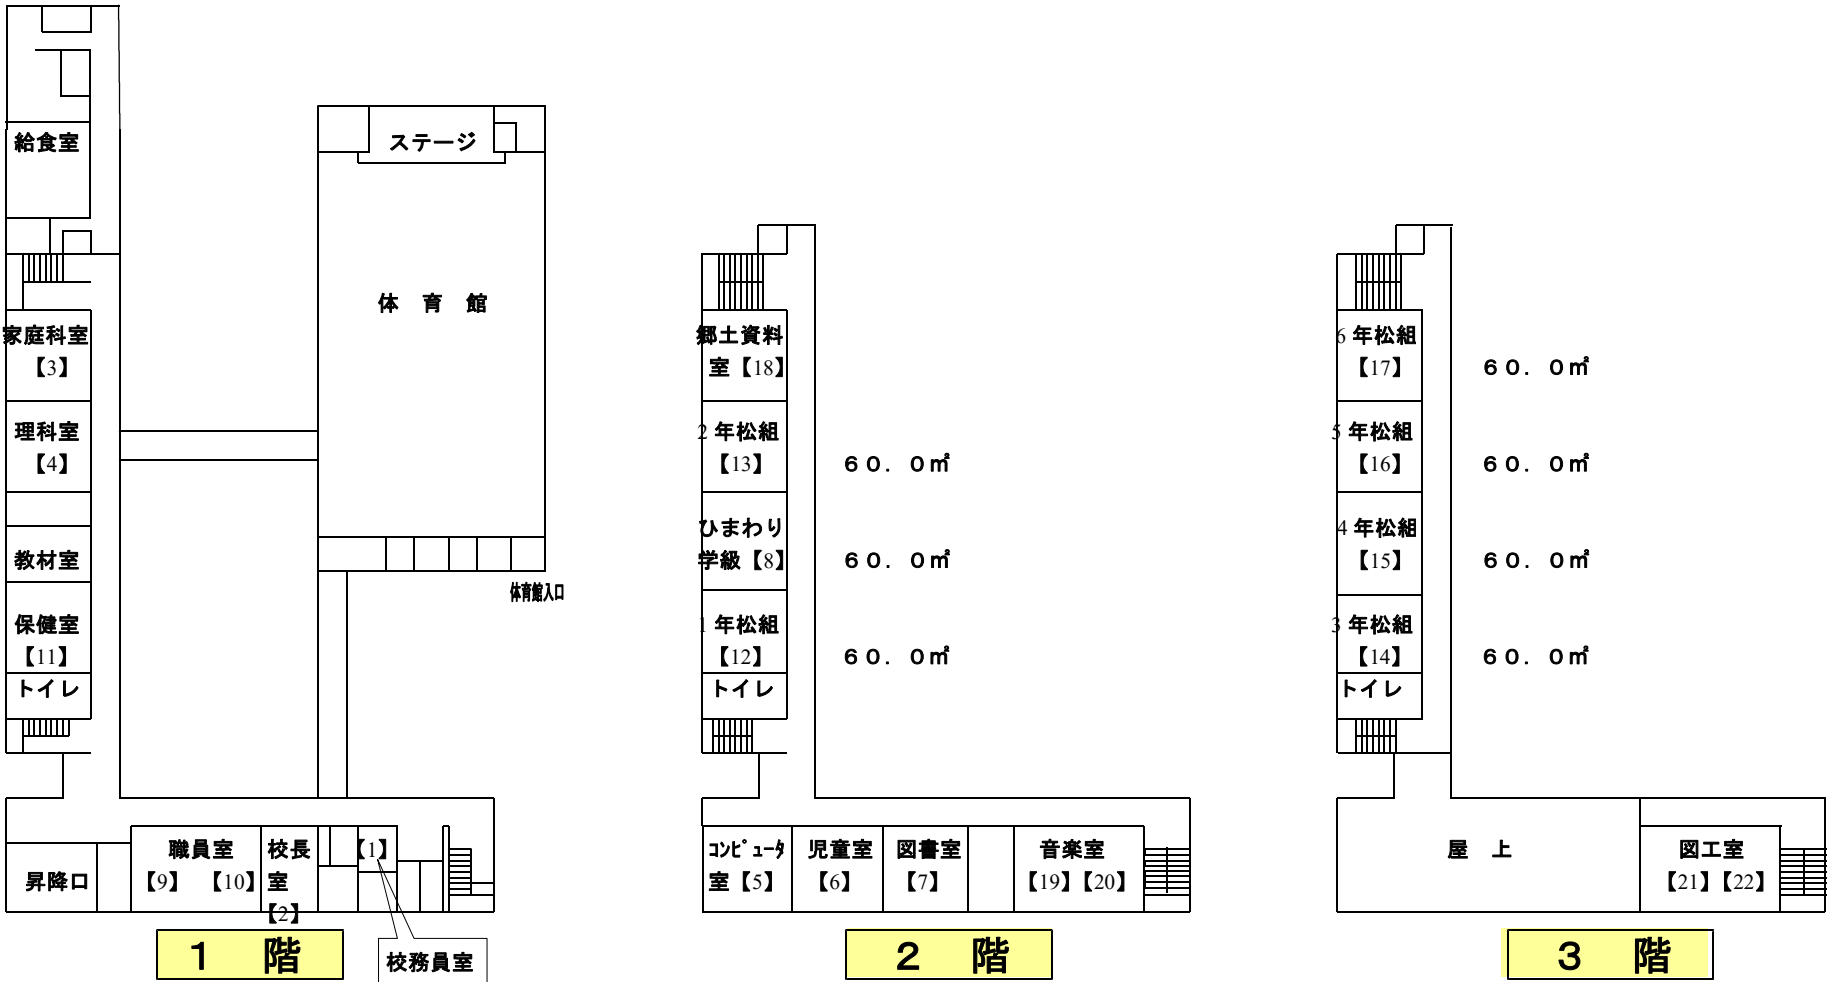 給食室
ステージ
体 育 館
家庭科室
【3】
理科室
【4】
教材室
保健室
【11】
トイレ
体育館入口
昇降口
職員室
【9】 【10】
校長
室
【2】
【1】
校務員室
1 階
郷土資料
室【18】
2 年松組
【13】
60.0㎡
ひまわり
学級【8】
60.0㎡
1 年松組
【12】
60.0㎡
トイレ
コンピュータ
室【5】
児童室
【6】
図書室
【7】
音楽室
【19】【20】
2 階
6 年松組
【17】
60.0㎡
5 年松組
【16】
60.0㎡
4 年松組
【15】
60.0㎡
3 年松組
【14】
60.0㎡
トイレ
屋 上
図工室
【21】【22】
3 階